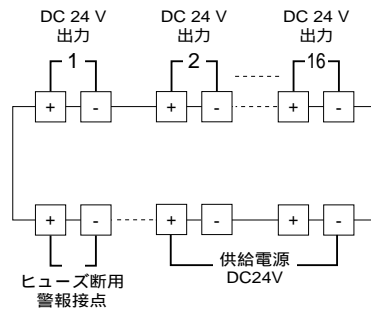 DC 24 V DC 24 V DC 24 V
出力 出力 出力
1 2 16
+ - + - + -
+ - + - + -
ヒューズ断用
警報接点
供給電源
DC24V